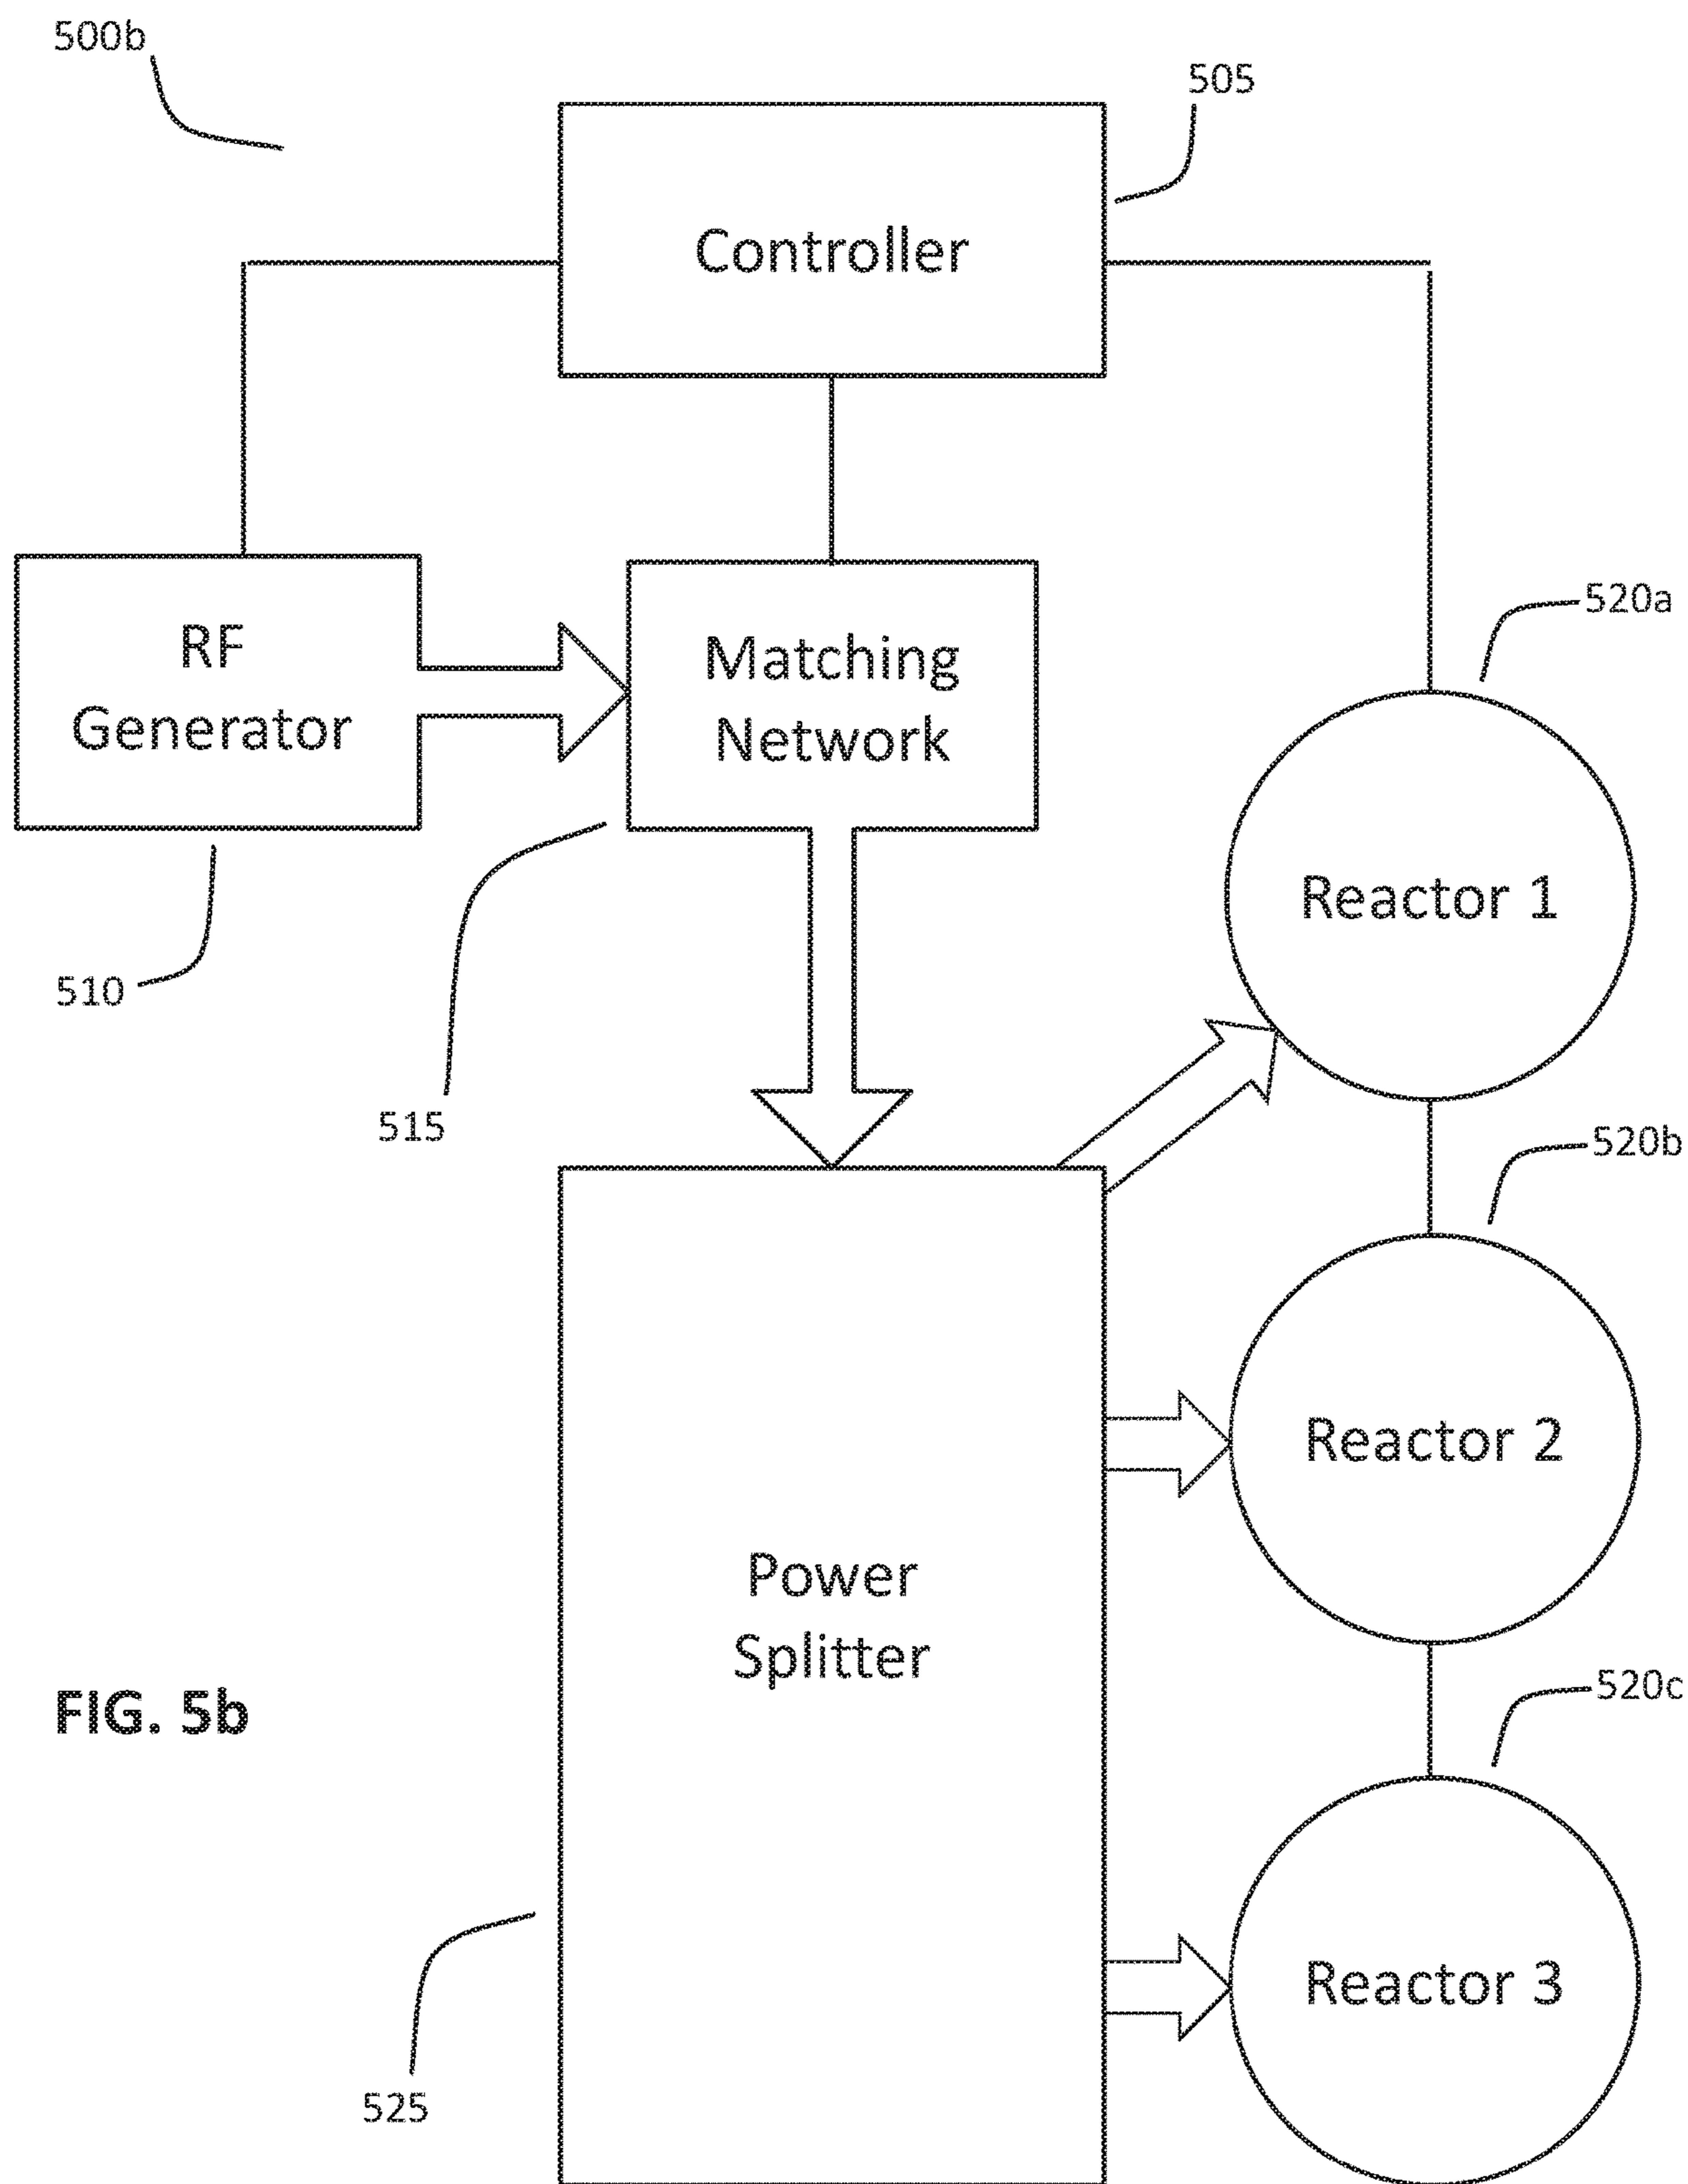 500b
505
Controller
RF
Generator
Matching
Network
520a
Reactor 1
510
515
520b
Reactor 2
Power
Splitter
520c
FIG. 5b
Reactor 3
525